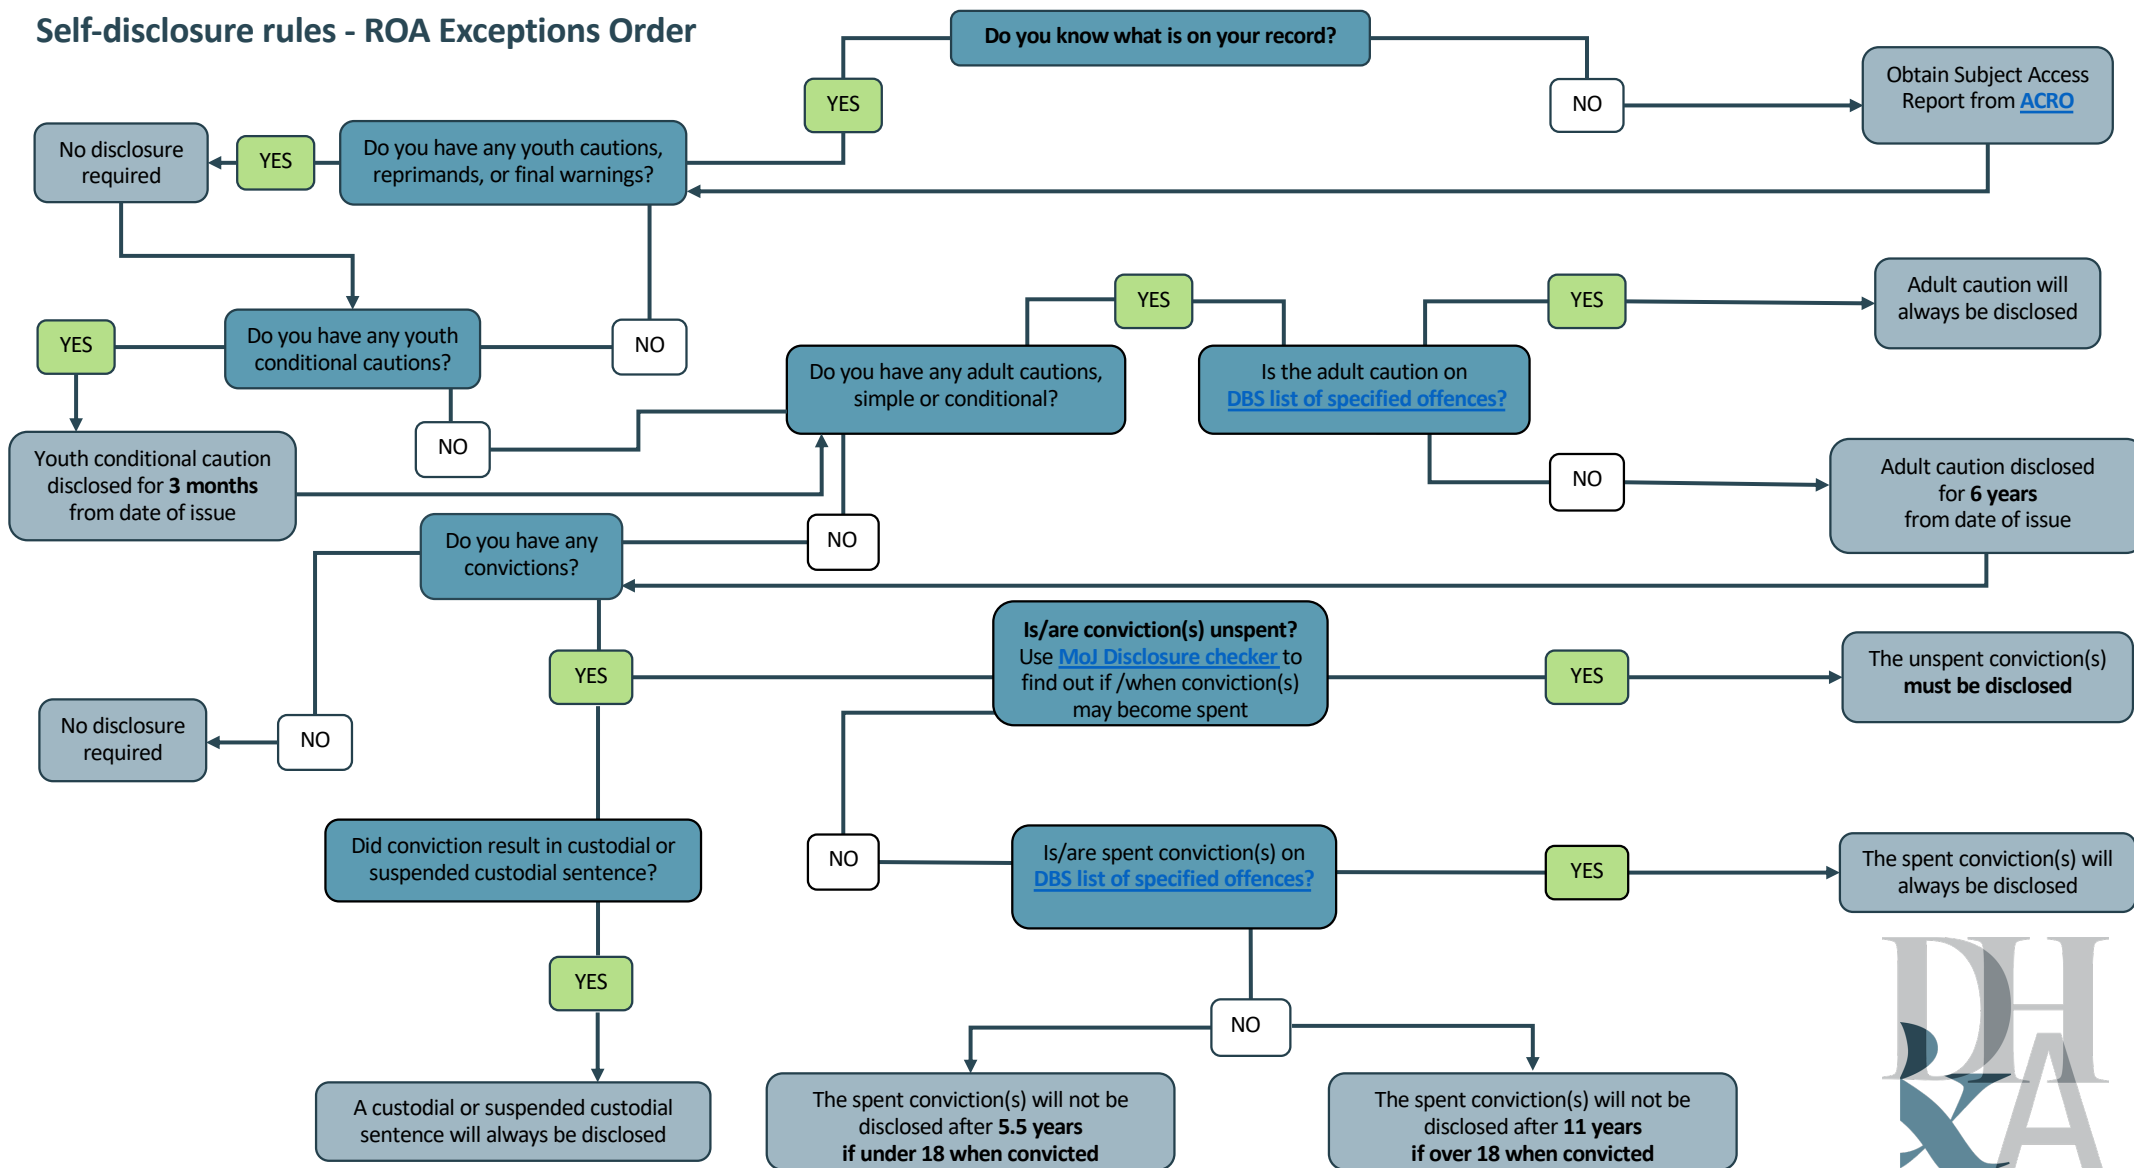 Self-disclosure rules - ROA Exceptions Order
Do you know what is on your record?
YES
NO
Obtain Subject Access
Report from ACRO
No disclosure
required
YES
Do you have any youth cautions,
reprimands, or final warnings?
YES
Do you have any youth
conditional cautions?
NO
YES
YES
Adult caution will
always be disclosed
Do you have any adult cautions,
simple or conditional?
Is the adult caution on
DBS list of specified offences?
NO
Youth conditional caution
disclosed for 3 months
from date of issue
NO
Adult caution disclosed
for 6 years
from date of issue
Do you have any
convictions?
NO
Is/are conviction(s) unspent?
Use MoJ Disclosure checker to
find out if /when conviction(s)
may become spent
YES
YES
The unspent conviction(s)
must be disclosed
No disclosure
required
NO
Did conviction result in custodial or
suspended custodial sentence?
NO
Is/are spent conviction(s) on
DBS list of specified offences?
YES
The spent conviction(s) will
always be disclosed
YES
NO
A custodial or suspended custodial
sentence will always be disclosed
The spent conviction(s) will not be
disclosed after 5.5 years
if under 18 when convicted
The spent conviction(s) will not be
disclosed after 11 years
if over 18 when convicted
DH
RA